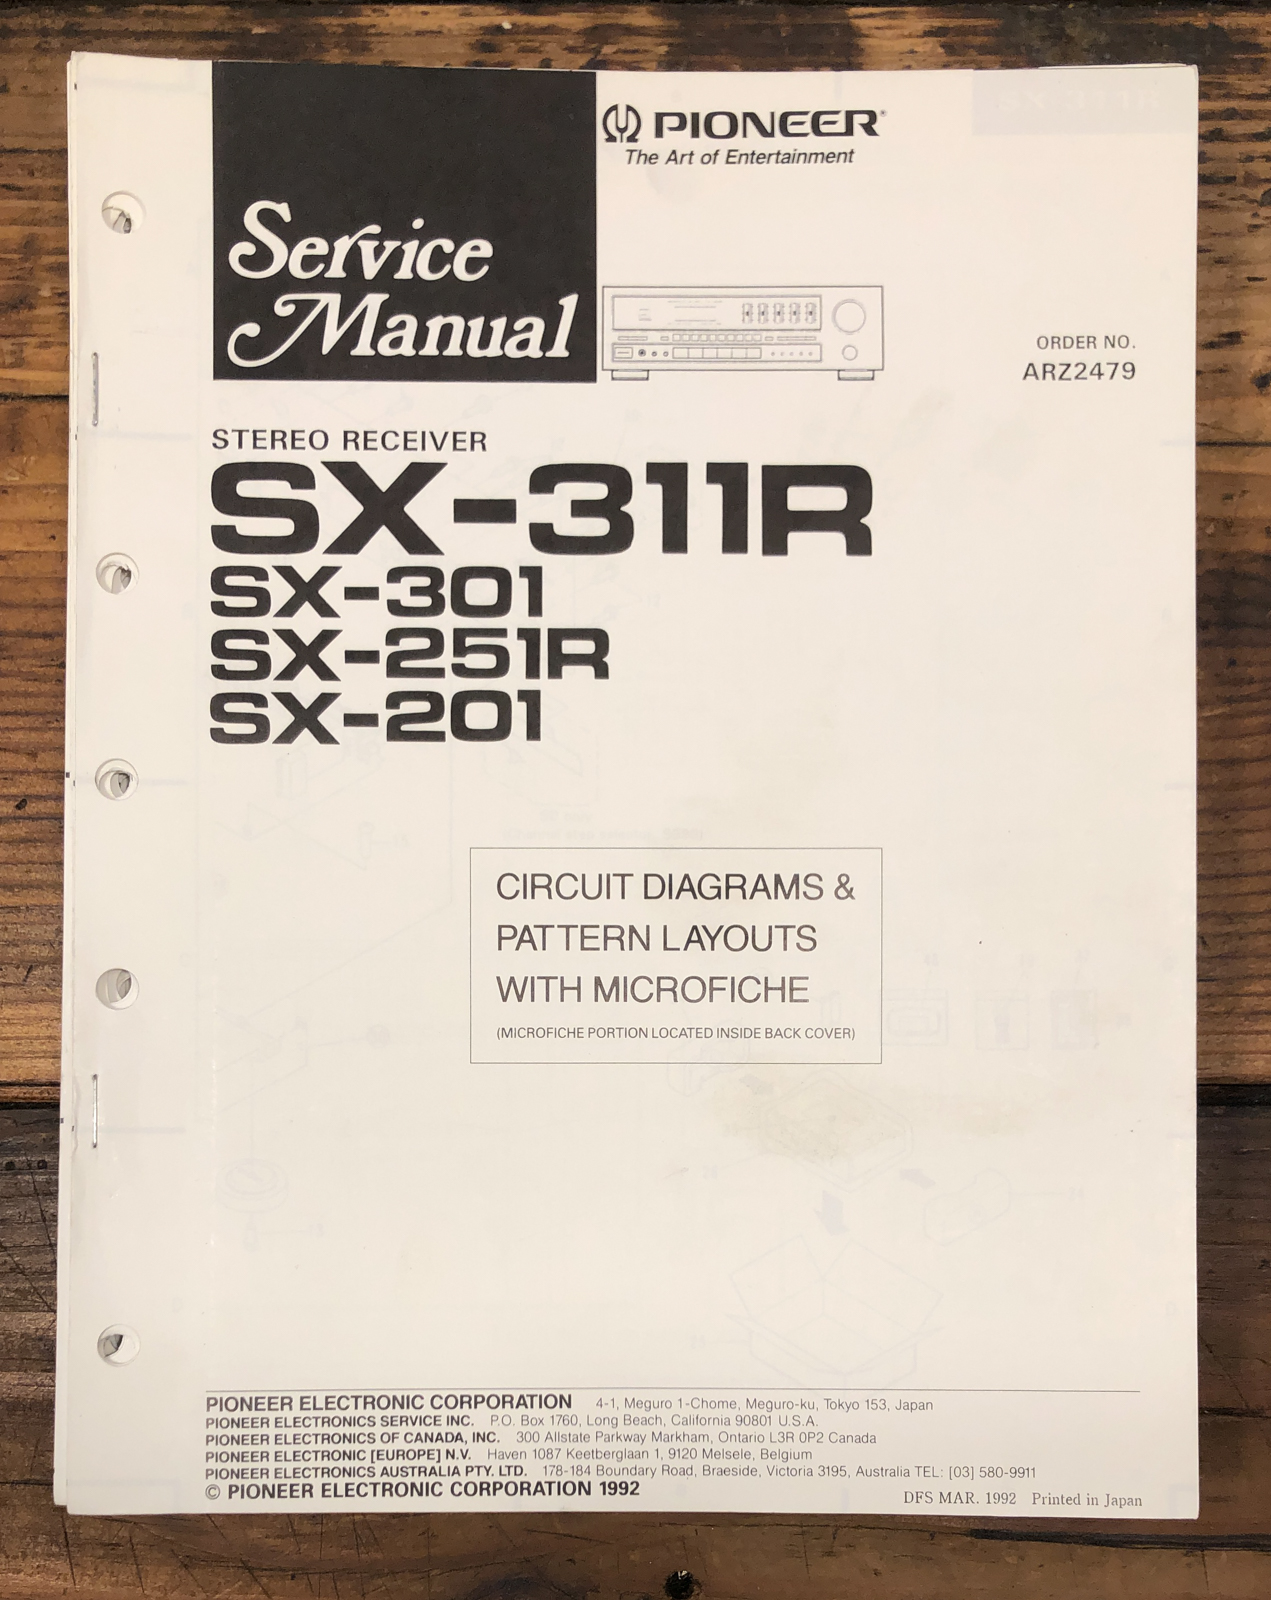 PIONEER®
The Art of Entertainment
Service
Manual
ORDER NO.
ARZ2479
STEREO RECEIVER
SX-311R
SX-301
SX-251R
SX-201
CIRCUIT DIAGRAMS &
PATTERN LAYOUTS
WITH MICROFICHE
(MICROFICHE PORTION LOCATED INSIDE BACK COVER)
PIONEER ELECTRONIC CORPORATION 4-1, Meguro 1-Chome, Meguro-ku, Tokyo 153, Japan
PIONEER ELECTRONICS SERVICE INC. P.O. Box 1760, Long Beach, California 90801 U.S.A.
PIONEER ELECTRONICS OF CANADA, INC. 300 Allstate Parkway Markham, Ontario L3R 0P2 Canada
PIONEER ELECTRONIC [EUROPE] N.V. Haven 1087 Keetberglaan 1, 9120 Melsele, Belgium
PIONEER ELECTRONICS AUSTRALIA PTY. LTD. 178-184 Boundary Road, Braeside, Victoria 3195, Australia TEL: [03] 580-9911
© PIONEER ELECTRONIC CORPORATION 1992
DFS MAR. 1992 Printed in Japan